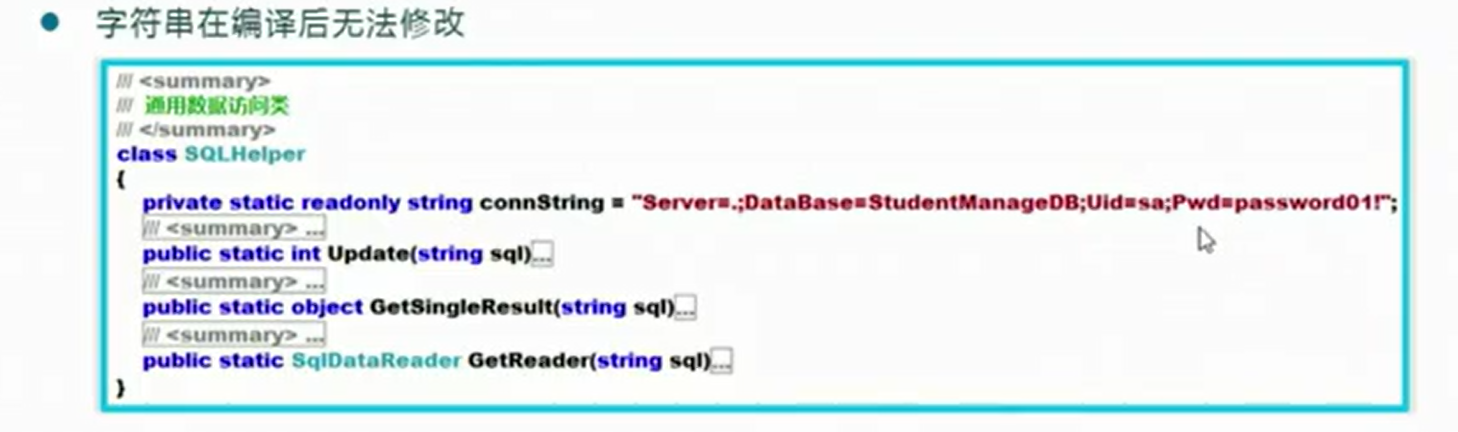 字符串在编译后无法修改
/// <summary>
/// 通用数据访问类
/// </summary>
class SQLHelper
{
private static readonly string connString = "Server=.;DataBase=StudentManageDB;Uid=sa;Pwd=password01!";
/// <summary> ...
public static int Update(string sql)...
/// <summary> ...
public static object GetSingleResult(string sql)...
/// <summary> ...
public static SqlDataReader GetReader(string sql)...
}